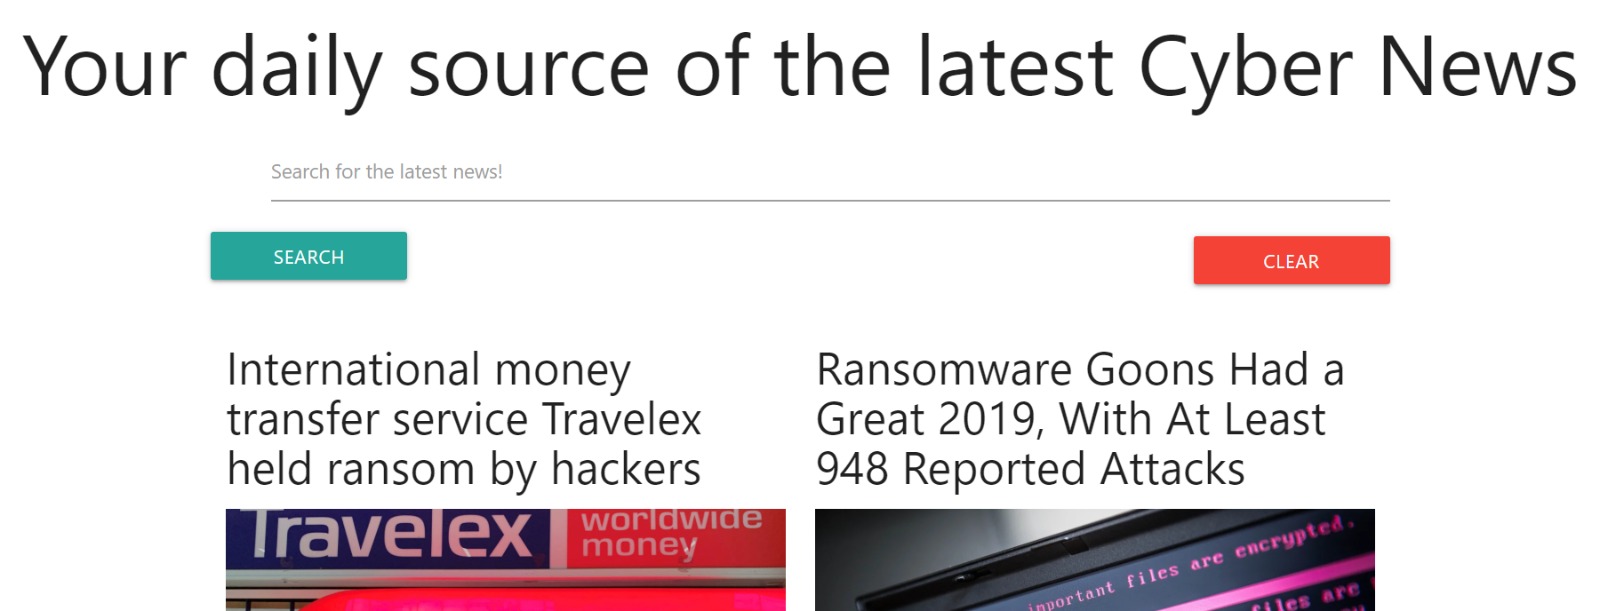 Your daily source of the latest Cyber News
Search for the latest news!
SEARCH
CLEAR
International money
transfer service Travelex
held ransom by hackers
Ransomware Goons Had a
Great 2019, With At Least
948 Reported Attacks
Travelex
worldwide
money
important files are encrypted.
files are